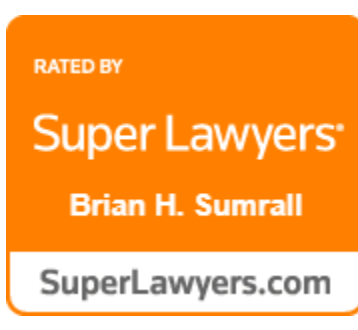 RATED BY
Super Lawyers®
Brian H. Sumrall
SuperLawyers.com